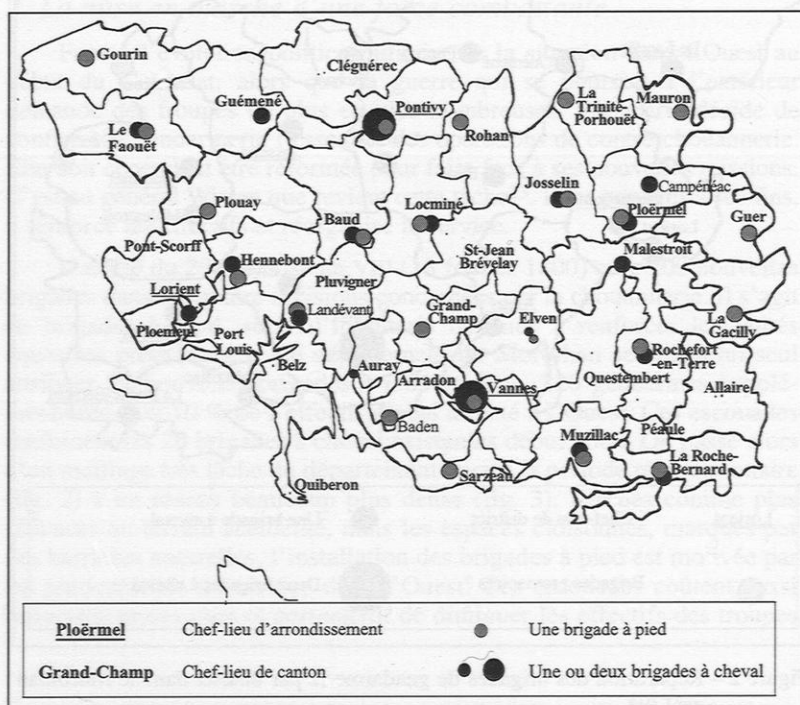 Gourin
Cléguérec
Guémené
Pontivy
La
Trinité-
Porhouët
Mauron
Le
Faouët
Rohan
Campénéac
Josselin
Ploërmel
Plouay
Locminé
Guer
Baud
Pont-Scorff
St-Jean
Brévelay
Malestroit
Hennebont
Pluvigner
Lorient
Landévant
Grand-
Champ
Elven
La
Gacilly
Ploemeur
Port
Louis
Belz
Auray
Rochefort
en-Terre
Arradon
Vannes
Questembert
Allaire
Baden
Muzillac
Péaule
Sarzeau
La Roche-
Bernard
Quiberon
Ploërmel Chef-lieu d'arrondissement Une brigade à pied
Grand-Champ Chef-lieu de canton Une ou deux brigades à cheval